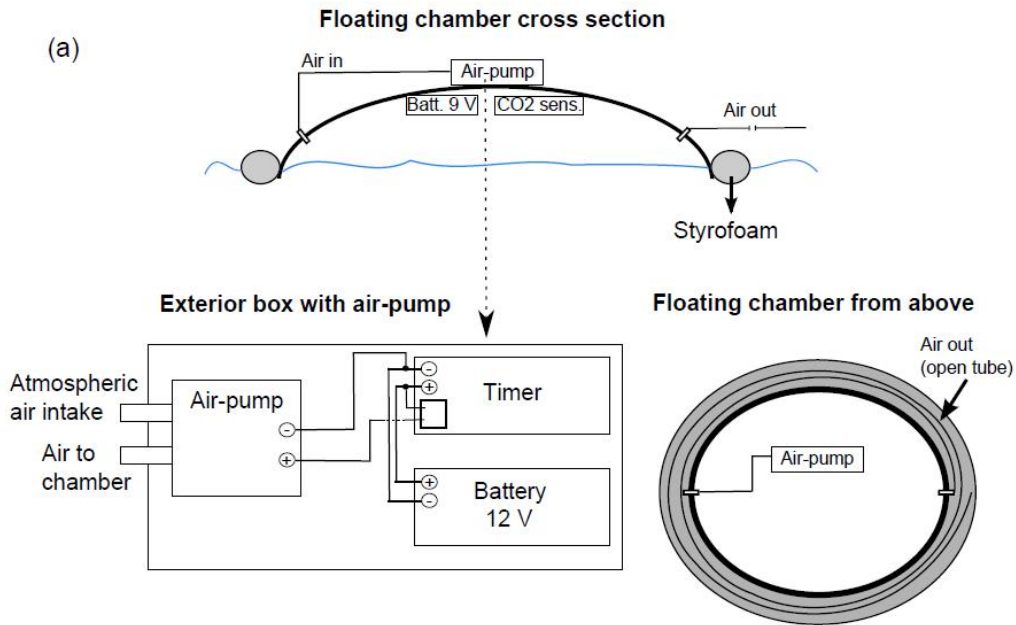 Floating chamber cross section
(a)
Air in
Air-pump
Batt. 9 V
CO2 sens.
Air out
Styrofoam
Exterior box with air-pump
Floating chamber from above
Atmospheric
air intake
Air to
chamber
Air-pump
-
+
-
+
Timer
+
-
Battery
12 V
Air out
(open tube)
Air-pump